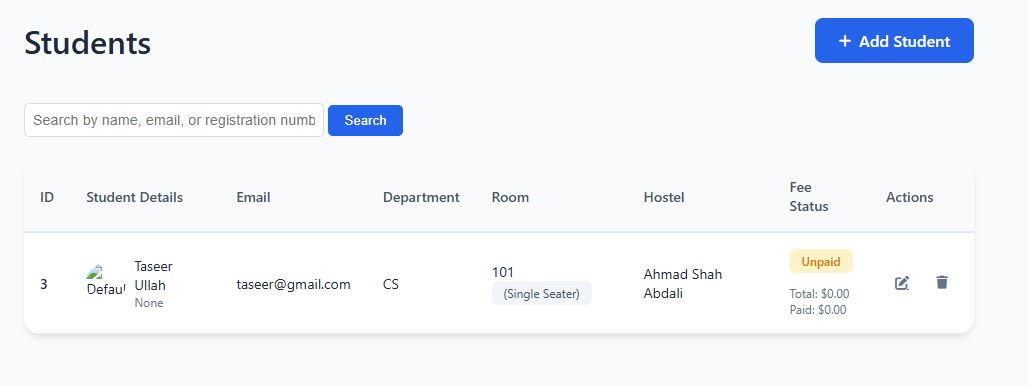 Students
+ Add Student
Search by name, email, or registration numb
Search
ID Student Details Email Department Room Hostel Fee Status Actions
3
Taseer
Ullah
None
taseer@gmail.com
CS
101
(Single Seater)
Ahmad Shah
Abdali
Unpaid
Total: $0.00
Paid: $0.00